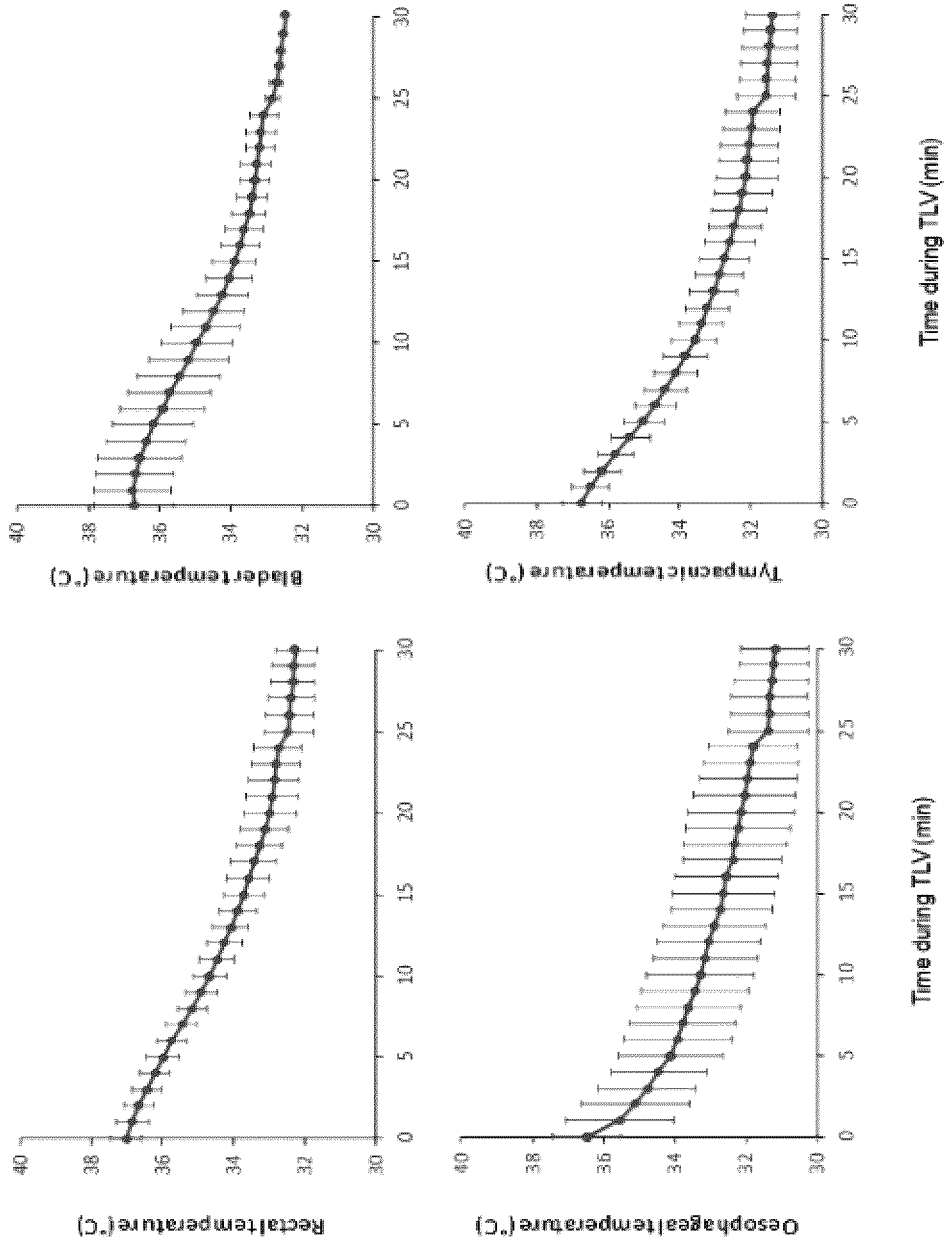 Rectal temperature (°C)
40
38
36
34
32
30
0 5 10 15 20 25 30
Blader temperature (°C)
40
38
36
34
32
30
0 5 10 15 20 25 30
Oesophageal temperature (°C)
40
38
36
34
32
30
0 5 10 15 20 25 30
Time during TLV (min)
Tympacnic temperature (°C)
40
38
36
34
32
30
0 5 10 15 20 25 30
Time during TLV (min)